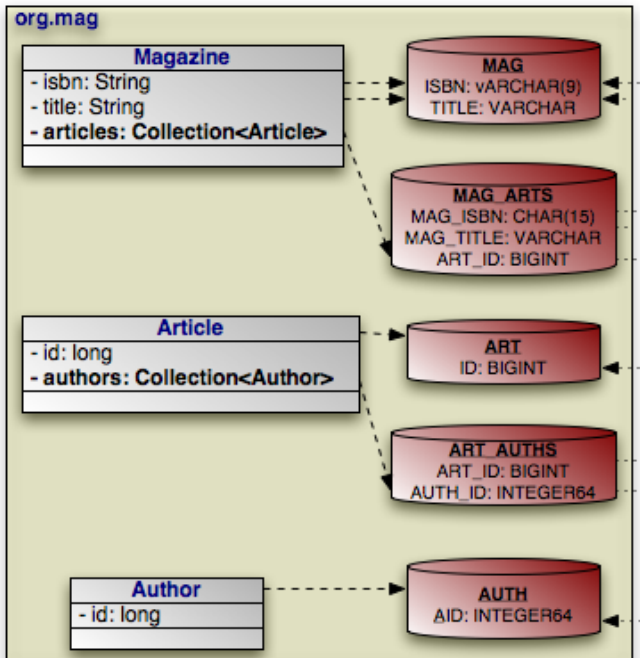 org.mag
Magazine
- isbn: String
- title: String
- articles: Collection<Article>
MAG
ISBN: vARCHAR(9)
TITLE: VARCHAR
MAG_ARTS
MAG_ISBN: CHAR(15)
MAG_TITLE: VARCHAR
ART_ID: BIGINT
Article
- id: long
- authors: Collection<Author>
ART
ID: BIGINT
ART_AUTHS
ART_ID: BIGINT
AUTH_ID: INTEGER64
Author
- id: long
AUTH
AID: INTEGER64